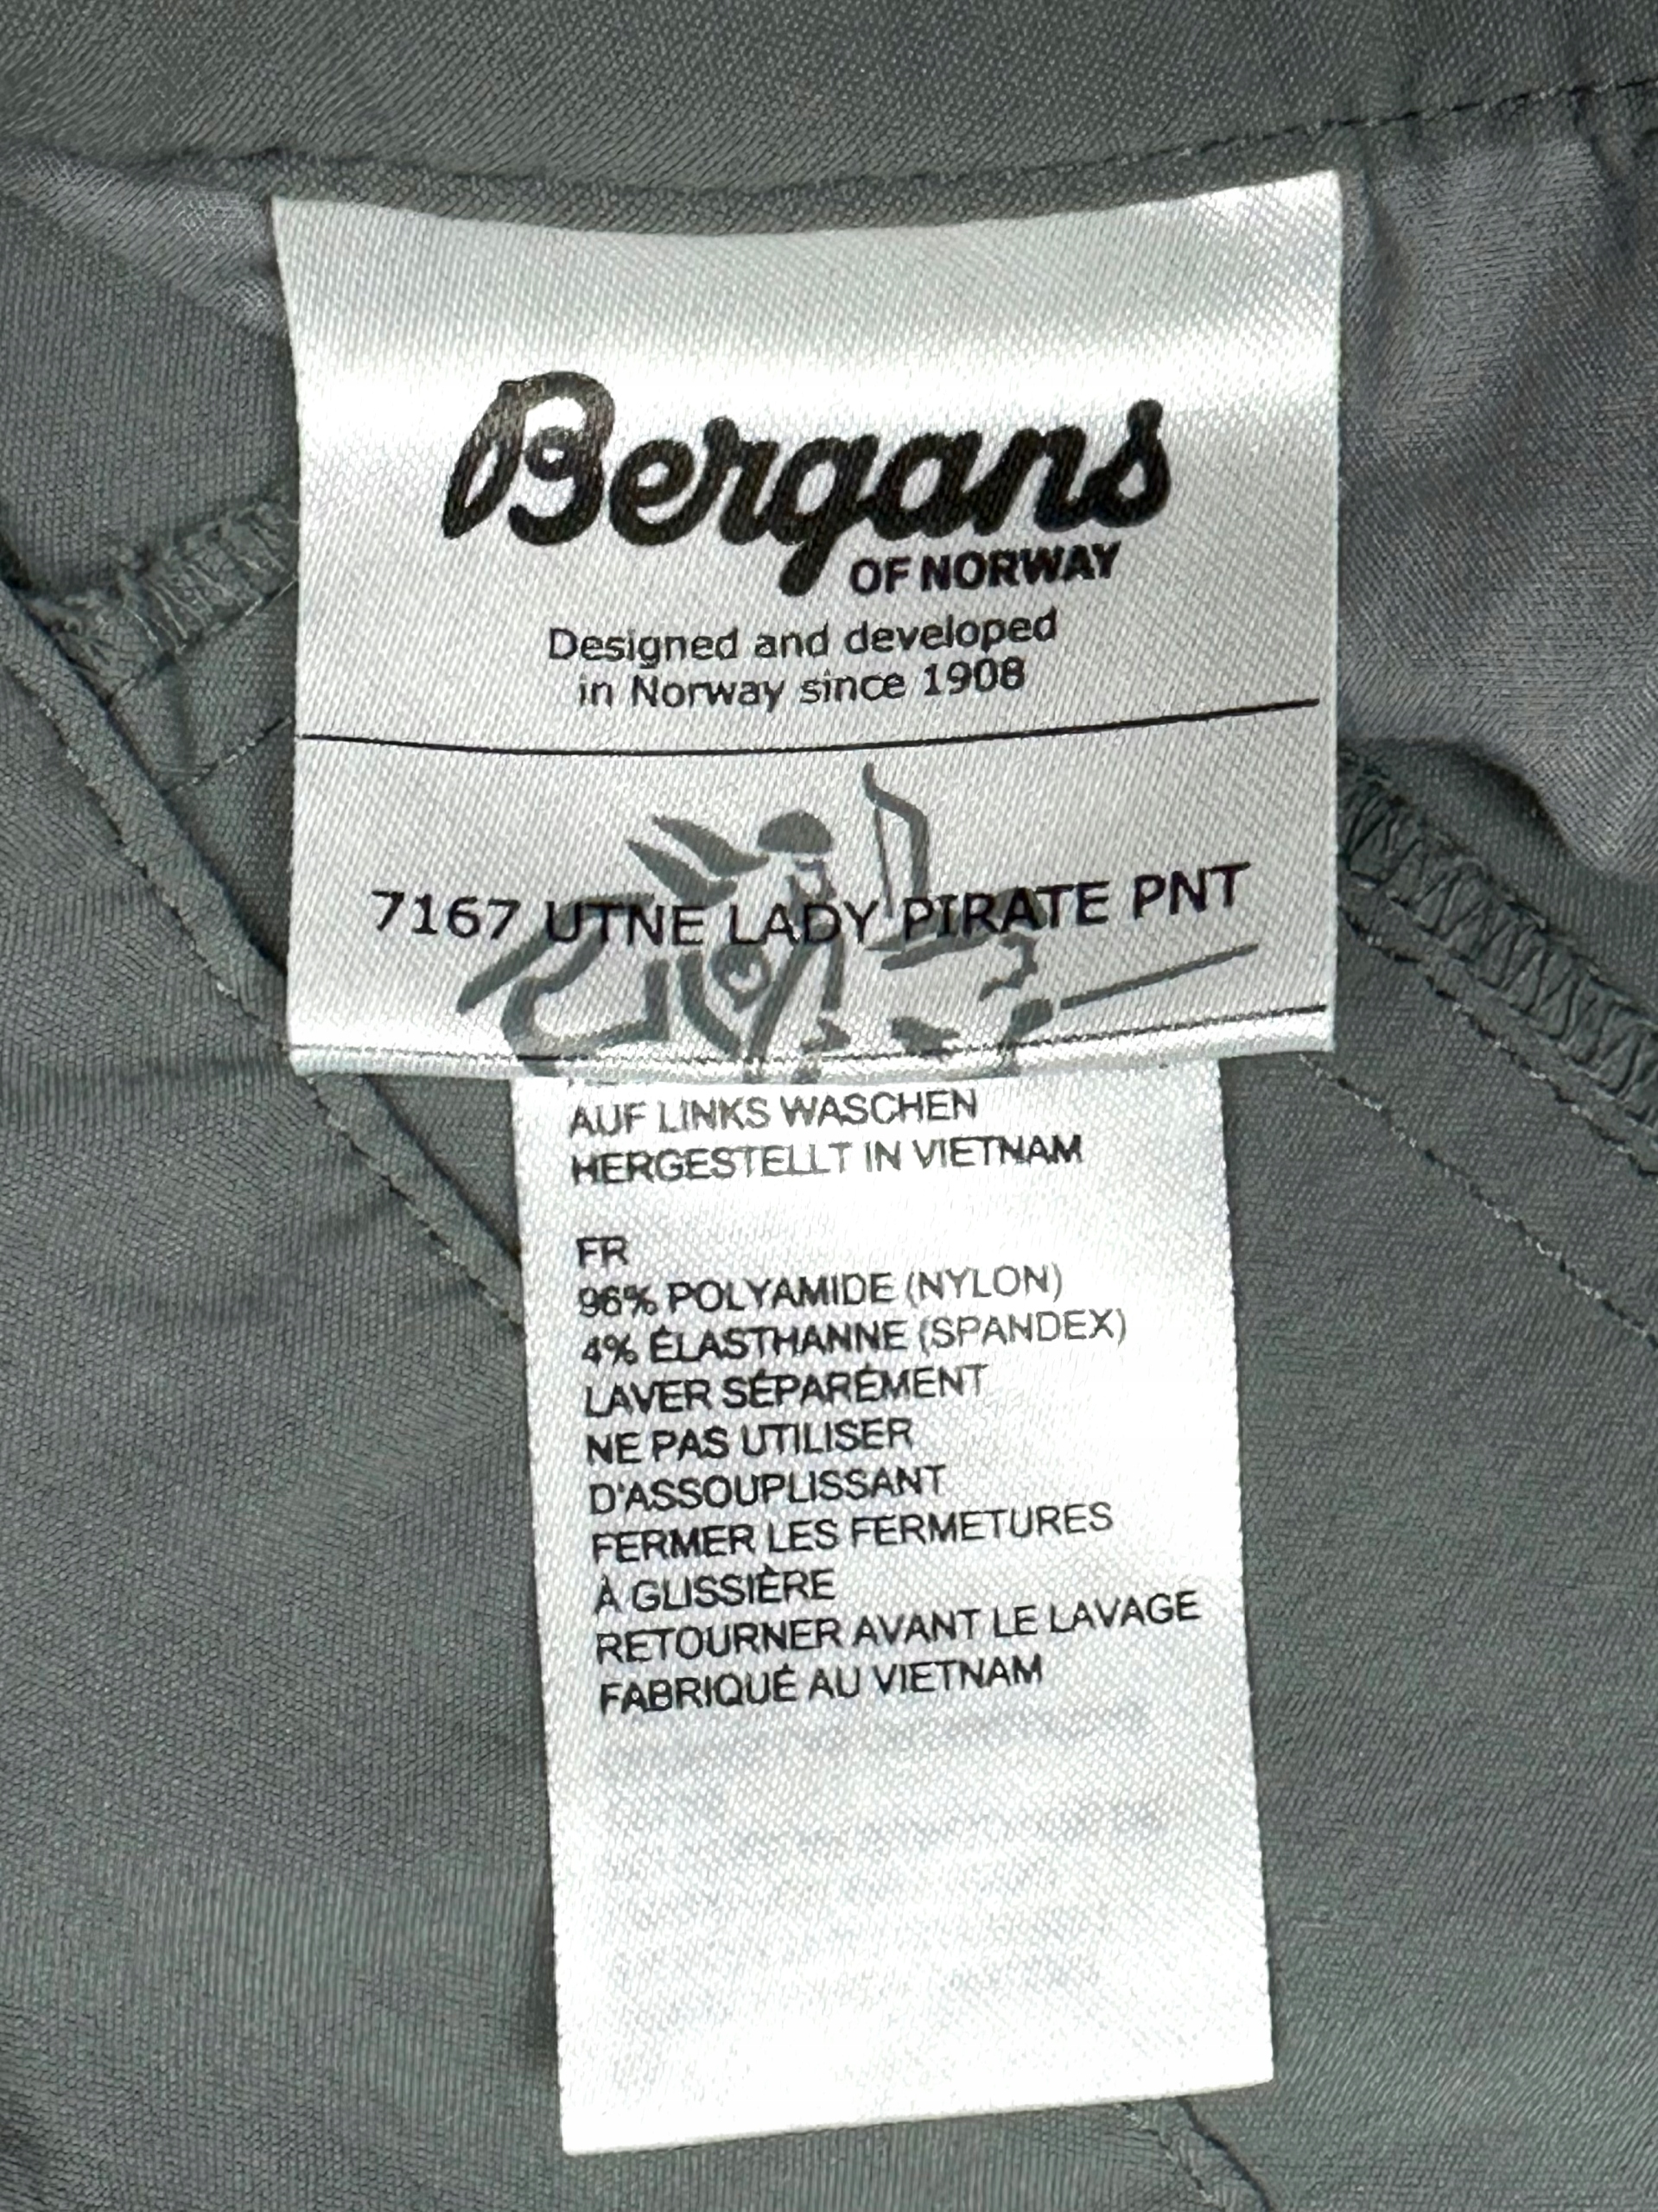 Bergans
OF NORWAY
Designed and developed
in Norway since 1908
7167 UTNE LADY PIRATE PNT
AUF LINKS WASCHEN
HERGESTELLT IN VIETNAM
FR
96% POLYAMIDE (NYLON)
4% ÉLASTHANNE (SPANDEX)
LAVER SÉPARÉMENT
NE PAS UTILISER
D'ASSOUPLISSANT
FERMER LES FERMETURES
À GLISSIÈRE
RETOURNER AVANT LE LAVAGE
FABRIQUÉ AU VIETNAM